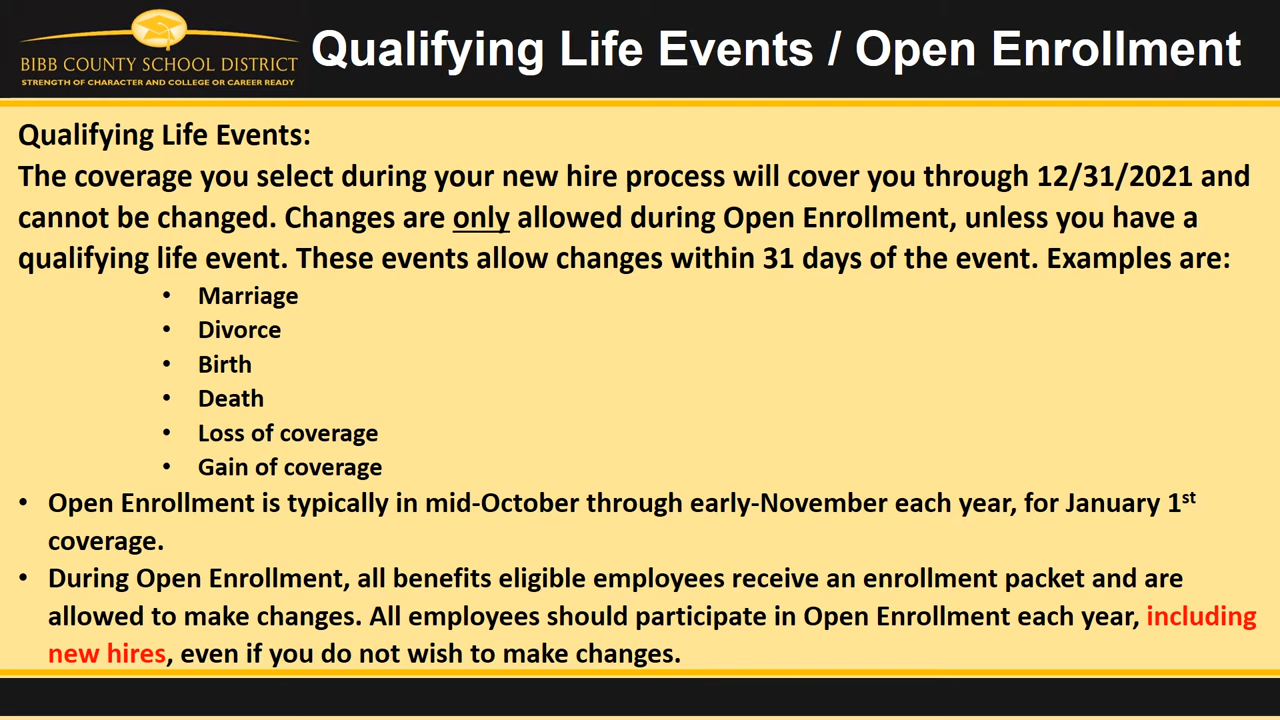 BIBB COUNTY SCHOOL DISTRICT
STRENGTH OF CHARACTER AND COLLEGE OR CAREER READY
Qualifying Life Events / Open Enrollment
Qualifying Life Events:
The coverage you select during your new hire process will cover you through 12/31/2021 and
cannot be changed. Changes are only allowed during Open Enrollment, unless you have a
qualifying life event. These events allow changes within 31 days of the event. Examples are:
• Marriage
• Divorce
• Birth
• Death
• Loss of coverage
• Gain of coverage
• Open Enrollment is typically in mid-October through early-November each year, for January 1st
coverage.
• During Open Enrollment, all benefits eligible employees receive an enrollment packet and are
allowed to make changes. All employees should participate in Open Enrollment each year, including
new hires, even if you do not wish to make changes.